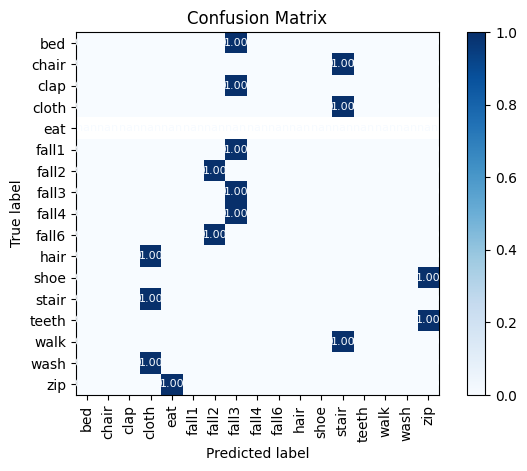 Confusion Matrix
True label
bed
1.00
chair
1.00
clap
1.00
cloth
1.00
eat
fall1
1.00
fall2
1.00
fall3
1.00
fall4
1.00
fall6
1.00
hair
1.00
shoe
1.00
stair
1.00
teeth
1.00
walk
1.00
wash
1.00
zip
1.00
bed chair clap cloth eat fall1 fall2 fall3 fall4 fall6 hair shoe stair teeth walk wash zip
Predicted label
1.0
0.8
0.6
0.4
0.2
0.0